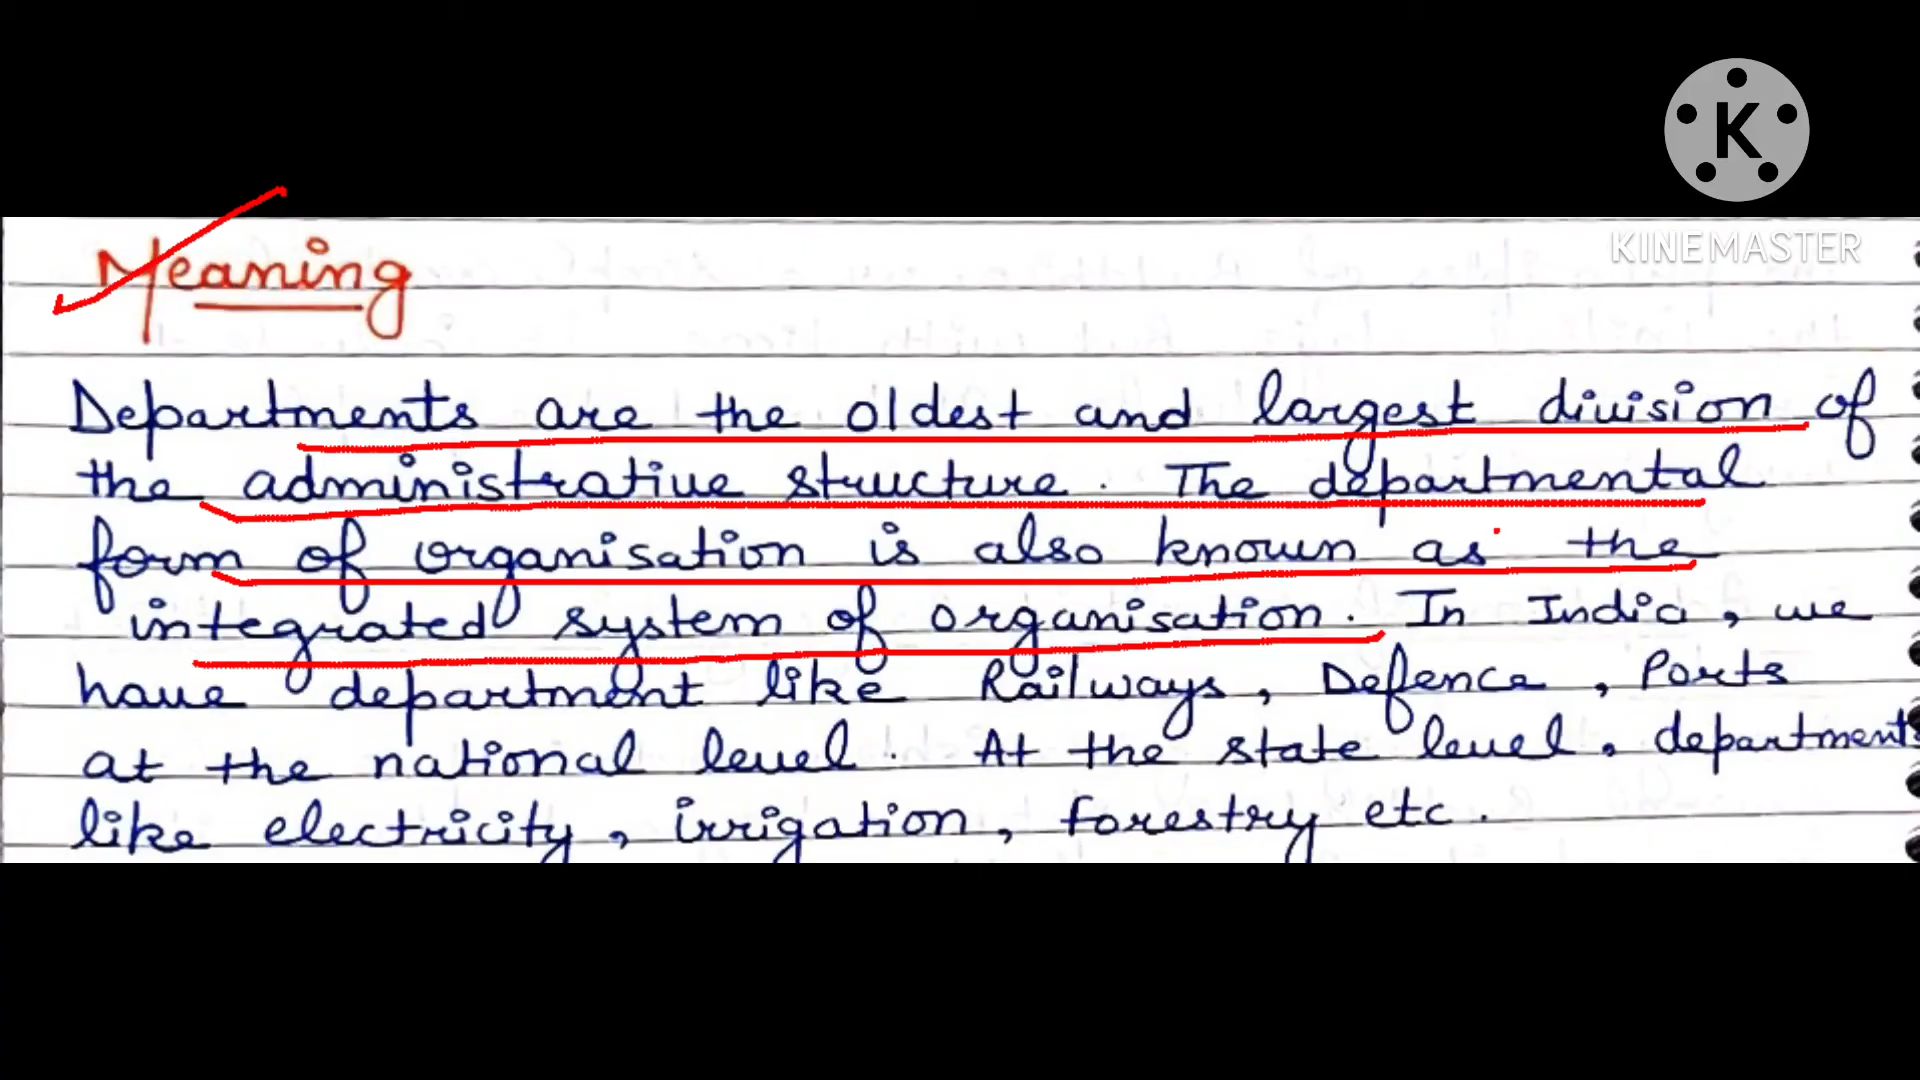 K
KINEMASTER
Meaning
Departments are the oldest and largest division of
the administrative structure. The departmental
form of organisation is also known as the
integrated system of organisation. In India, we
have department like Railways, Defence, Ports
at the national level. At the state level, departments
like electricity, irrigation, forestry etc.